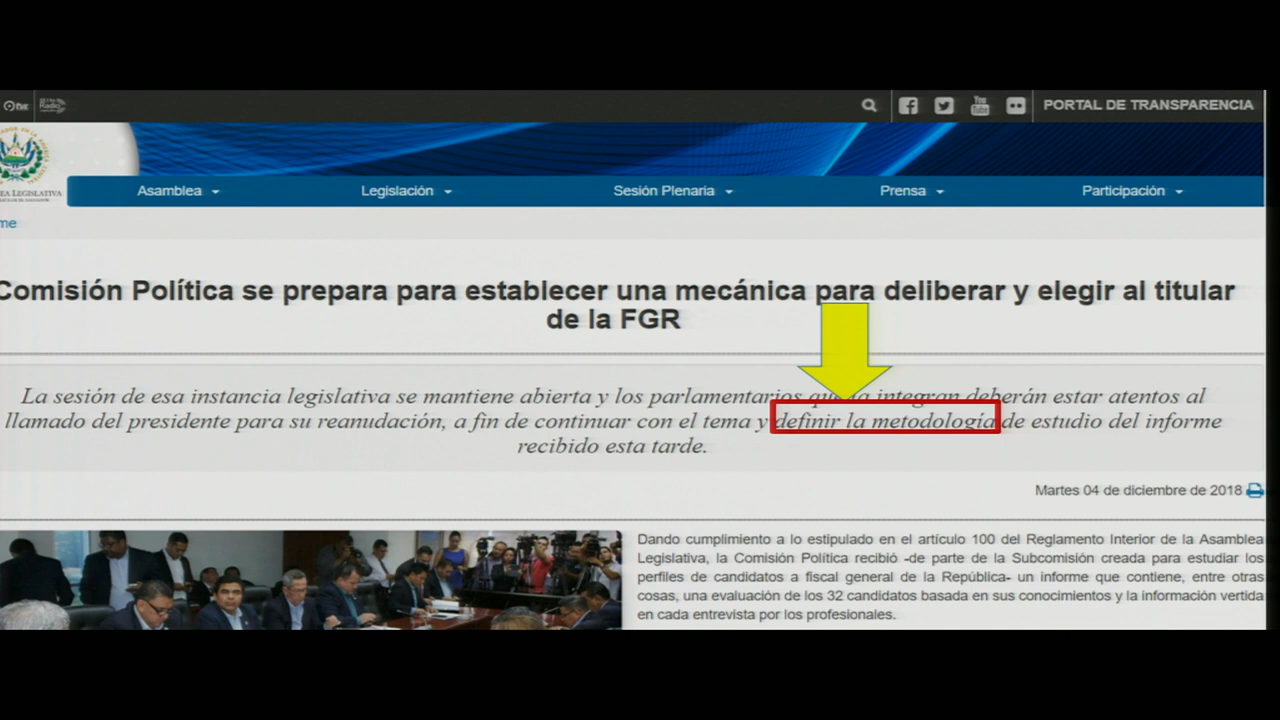 tvr
PORTAL DE TRANSPARENCIA
EA LEGISLATIVA
Asamblea
Legislación
Sesión Plenaria
Prensa
Participación
me
Comisión Política se prepara para establecer una mecánica para deliberar y elegir al titular
de la FGR
La sesión de esa instancia legislativa se mantiene abierta y los parlamentarios que la integran deberán estar atentos al
llamado del presidente para su reanudación, a fin de continuar con el tema y definir la metodología de estudio del informe
recibido esta tarde.
Martes 04 de diciembre de 2018
Dando cumplimiento a lo estipulado en el artículo 100 del Reglamento Interior de la Asamblea
Legislativa, la Comisión Política recibió -de parte de la Subcomisión creada para estudiar los
perfiles de candidatos a fiscal general de la República- un informe que contiene, entre otras
cosas, una evaluación de los 32 candidatos basada en sus conocimientos y la información vertida
en cada entrevista por los profesionales.